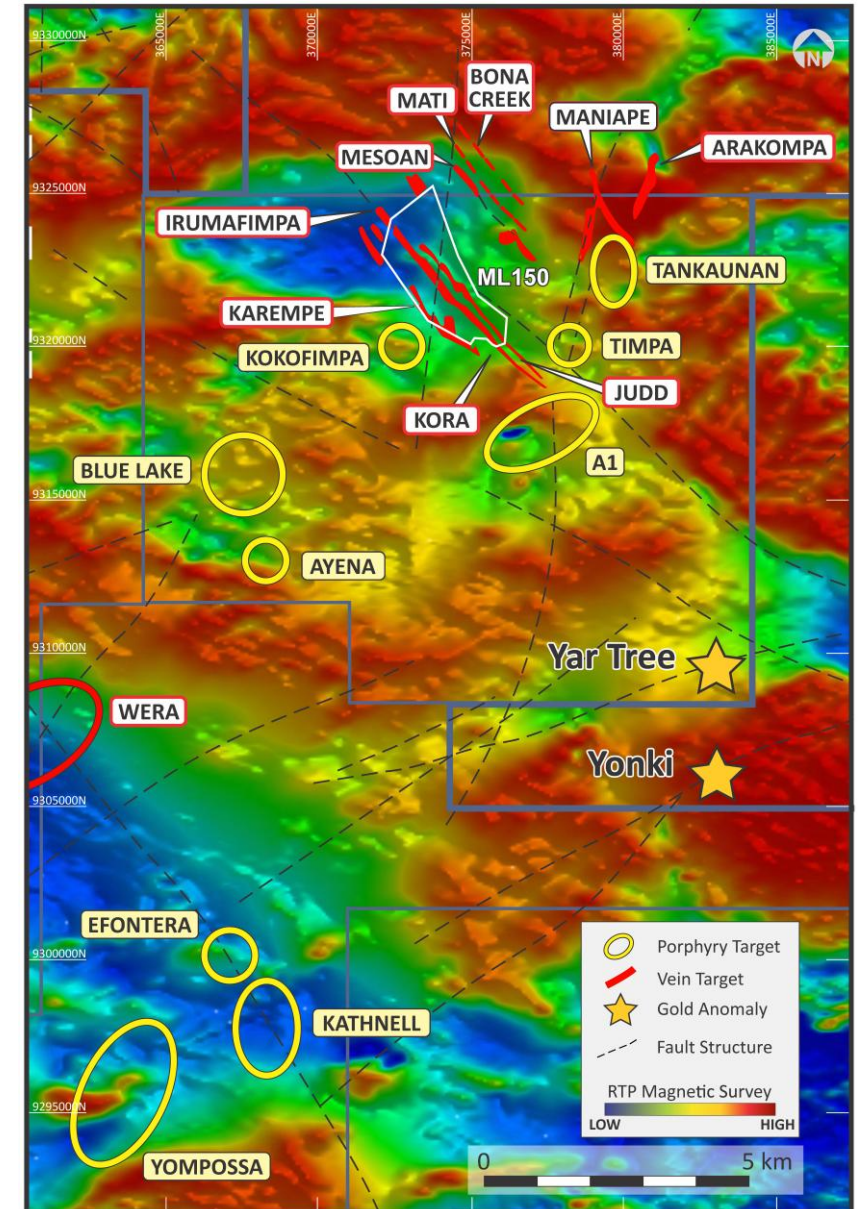 365000E
370000E
375000E
380000E
385000E
9330000N
N
BONA
CREEK
MATI
MANIAPE
MESOAN
ARAKOMPA
9325000N
IRUMAFIMPA
TANKAUNAN
ML150
KAREMPE
9320000N
KOKOFIMPA
TIMPA
JUDD
KORA
BLUE LAKE
A1
9315000N
AYENA
9310000N
Yar Tree
WERA
Yonki
9305000N
EFONTERA
9300000N
Porphyry Target
Vein Target
Gold Anomaly
KATHNELL
Fault Structure
RTP Magnetic Survey
LOW
HIGH
9295000N
YOMPOSSA
0
5 km